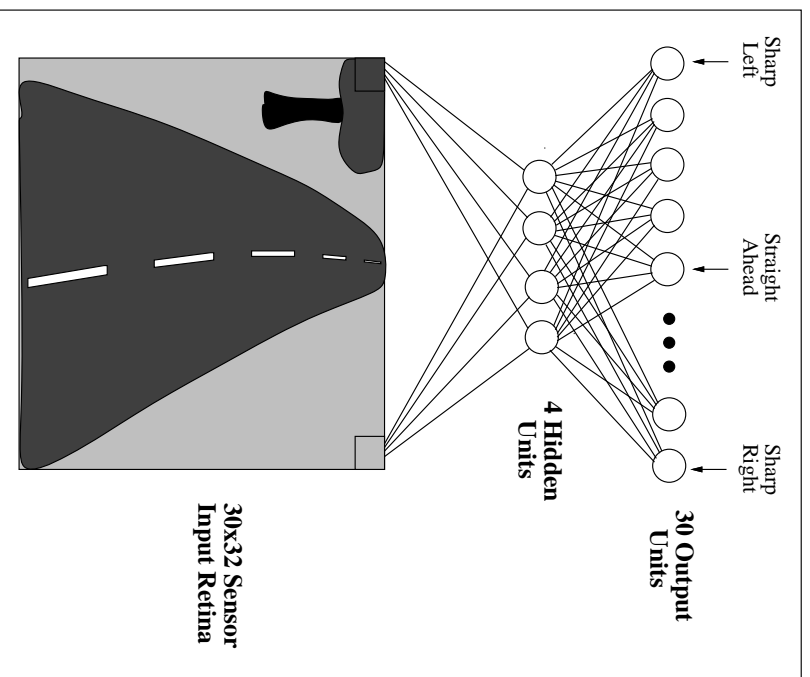 Sharp
Left
Straight
Ahead
Sharp
Right
30 Output
Units
4 Hidden
Units
30x32 Sensor
Input Retina